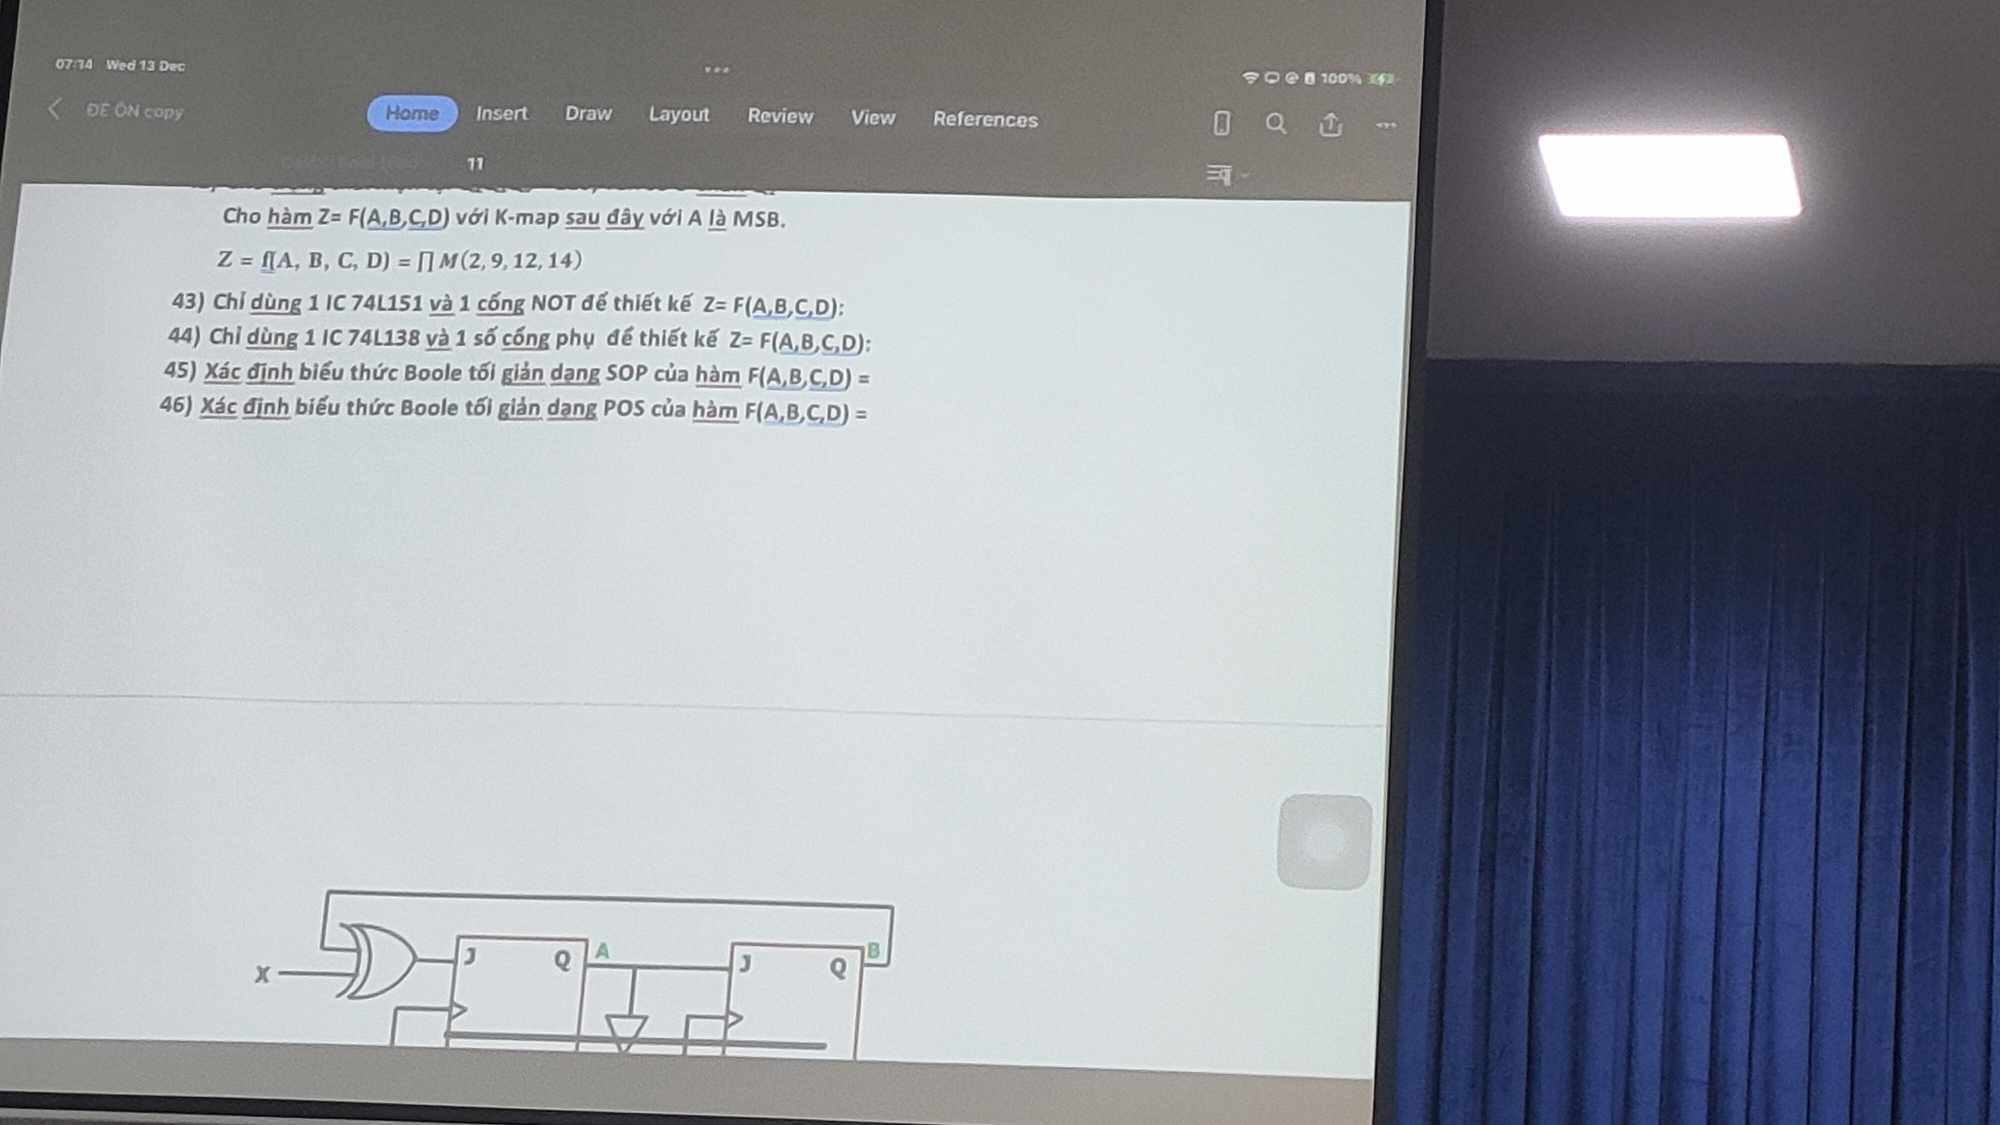 07:14 Wed 13 Dec
100%
ĐỀ ÔN copy
Home Insert Draw Layout Review View References
11
Cho hàm Z= F(A,B,C,D) với K-map sau đây với A là MSB.
Z = f(A, B, C, D) = ∏ M(2, 9, 12, 14)
43) Chỉ dùng 1 IC 74L151 và 1 cổng NOT để thiết kế Z= F(A,B,C,D):
44) Chỉ dùng 1 IC 74L138 và 1 số cổng phụ để thiết kế Z= F(A,B,C,D):
45) Xác định biểu thức Boole tối giản dạng SOP của hàm F(A,B,C,D) =
46) Xác định biểu thức Boole tối giản dạng POS của hàm F(A,B,C,D) =
X J Q A J Q B